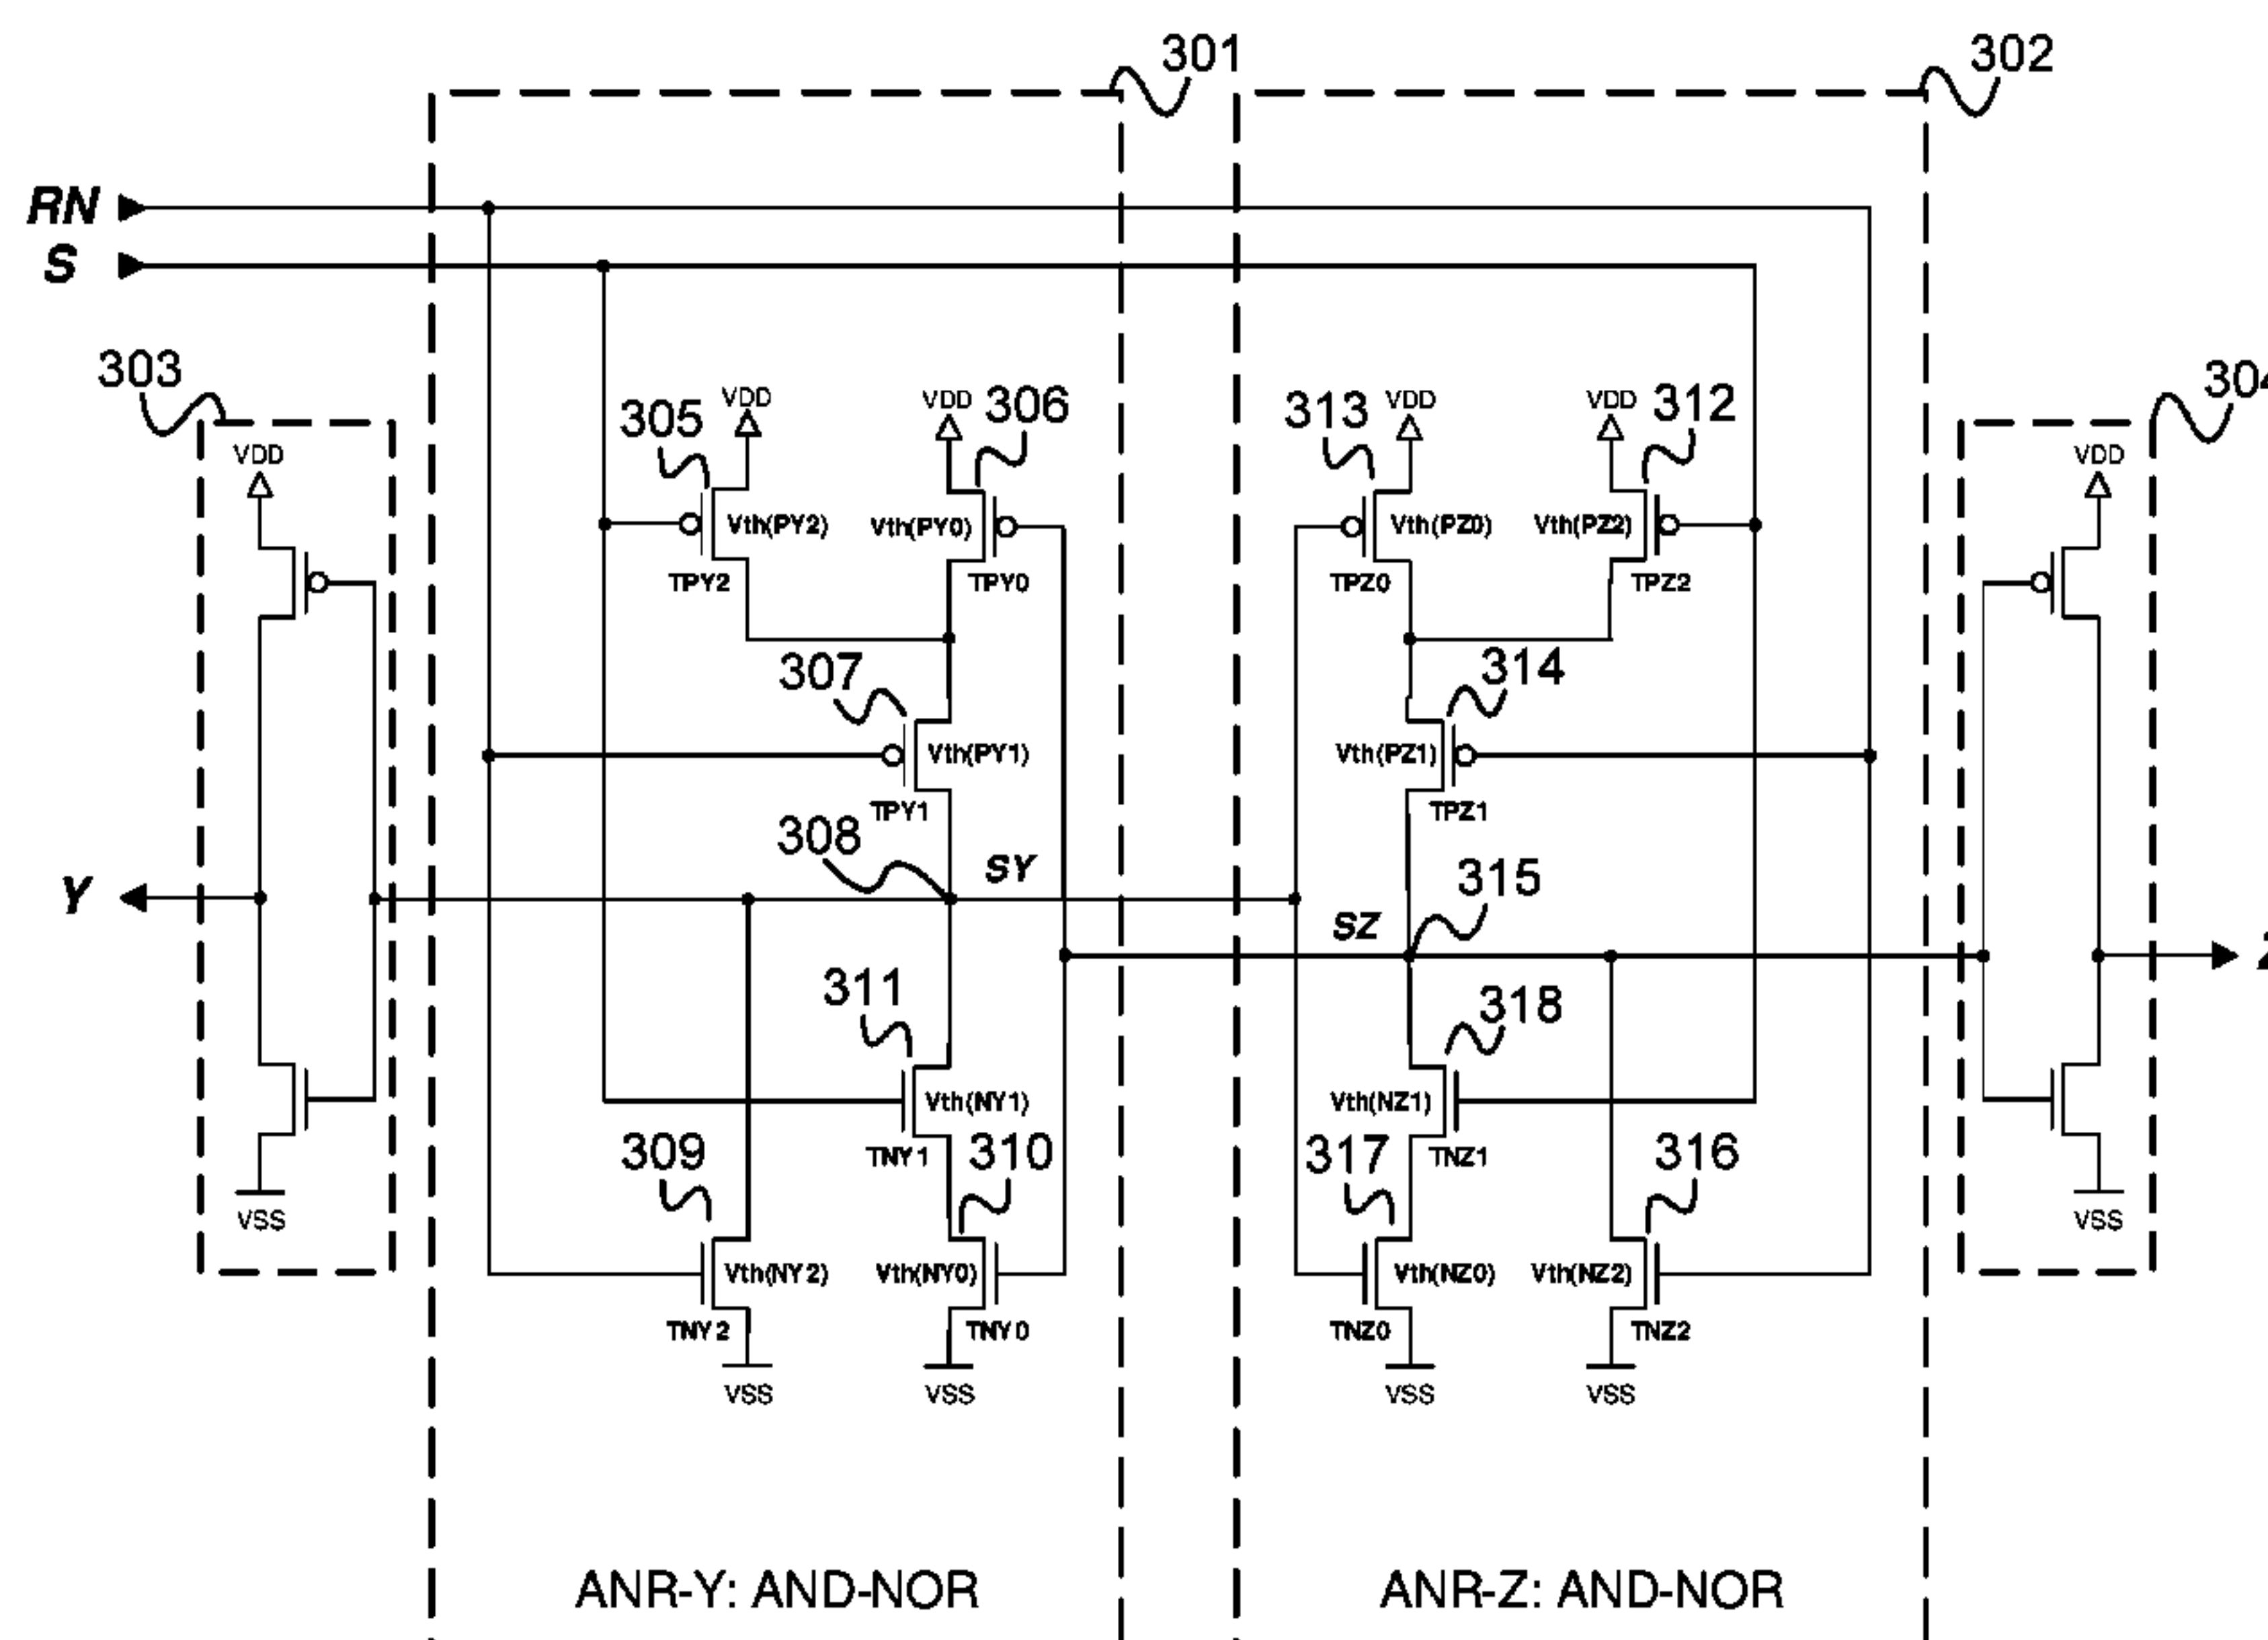 301
302
RN
S
303
305
VDD
VDD
306
313
VDD
VDD
312
VDD
VDD
Vth(PY2)
Vth(PY0)
Vth(PZ0)
Vth(PZ2)
TPY2
TPY0
TPZ0
TPZ2
307
314
Vth(PY1)
Vth(PZ1)
TPY1
TPZ1
308
SY
315
Y
SZ
311
318
Vth(NY1)
Vth(NZ1)
309
TNY1
310
317
TNZ1
316
VSS
VSS
Vth(NY2)
Vth(NY0)
Vth(NZ0)
Vth(NZ2)
TNY2
TNY0
TNZ0
TNZ2
VSS
VSS
VSS
VSS
ANR-Y: AND-NOR
ANR-Z: AND-NOR